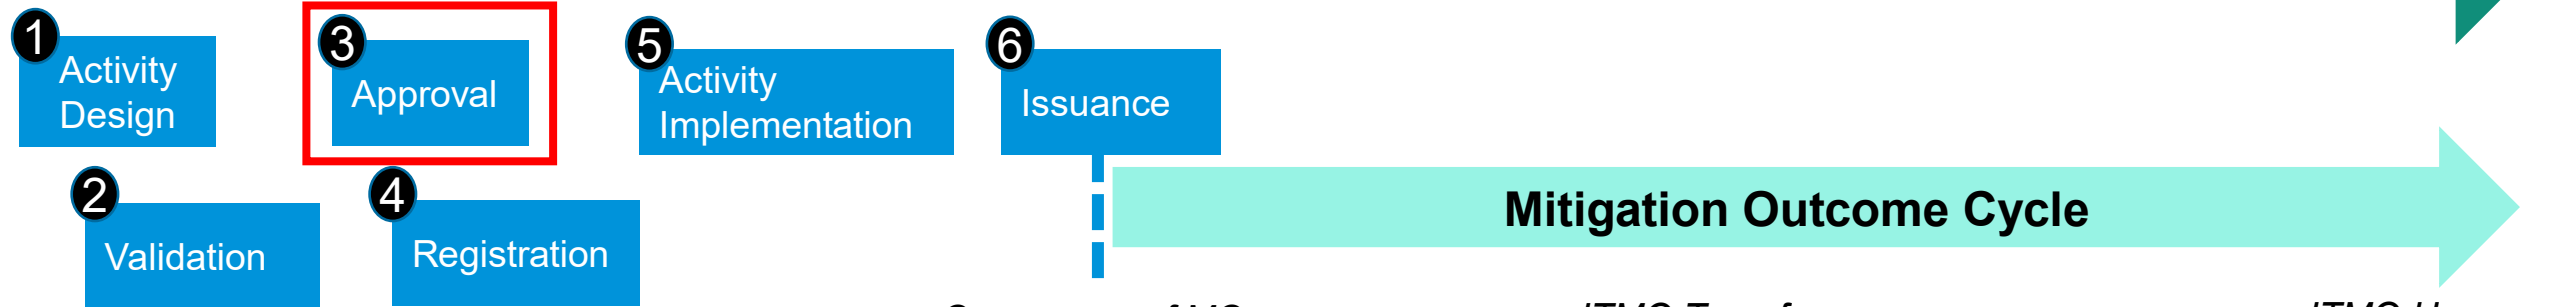 1
Activity
Design
2
Validation
3
Approval
4
Registration
5
Activity
Implementation
6
Issuance
Mitigation Outcome Cycle